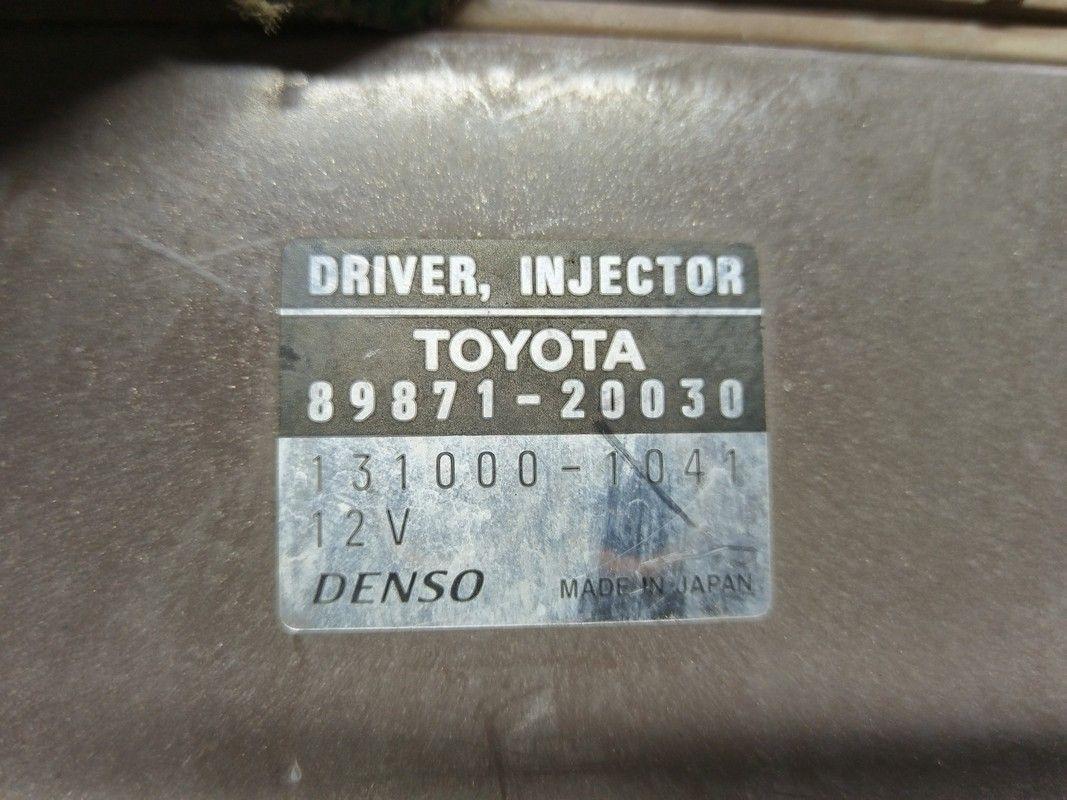 DRIVER, INJECTOR
TOYOTA
89871-20030
131000-1041
12V
DENSO MADE IN JAPAN